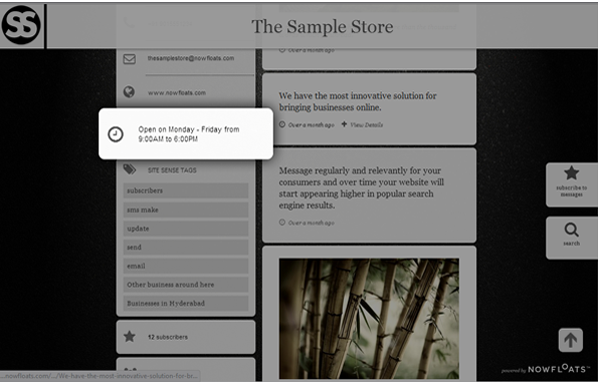 SS
The Sample Store
thesamplestore@nowfloats.com
www.nowfloats.com
Open on Monday - Friday from
9:00AM to 6:00PM
SITE SENSE TAGS
subscribers
sms make
update
send
email
Other business around here
Businesses in Hyderabad
12 subscribers
Over a month ago
We have the most innovative solution for
bringing businesses online.
Over a month ago View Details
Message regularly and relevantly for your
consumers and over time your website will
start appearing higher in popular search
engine results.
Over a month ago
subscribe to
messages
search
powered by NOWFLOATS™
...nowfloats.com/.../We-have-the-most-innovative-solution-for-br...